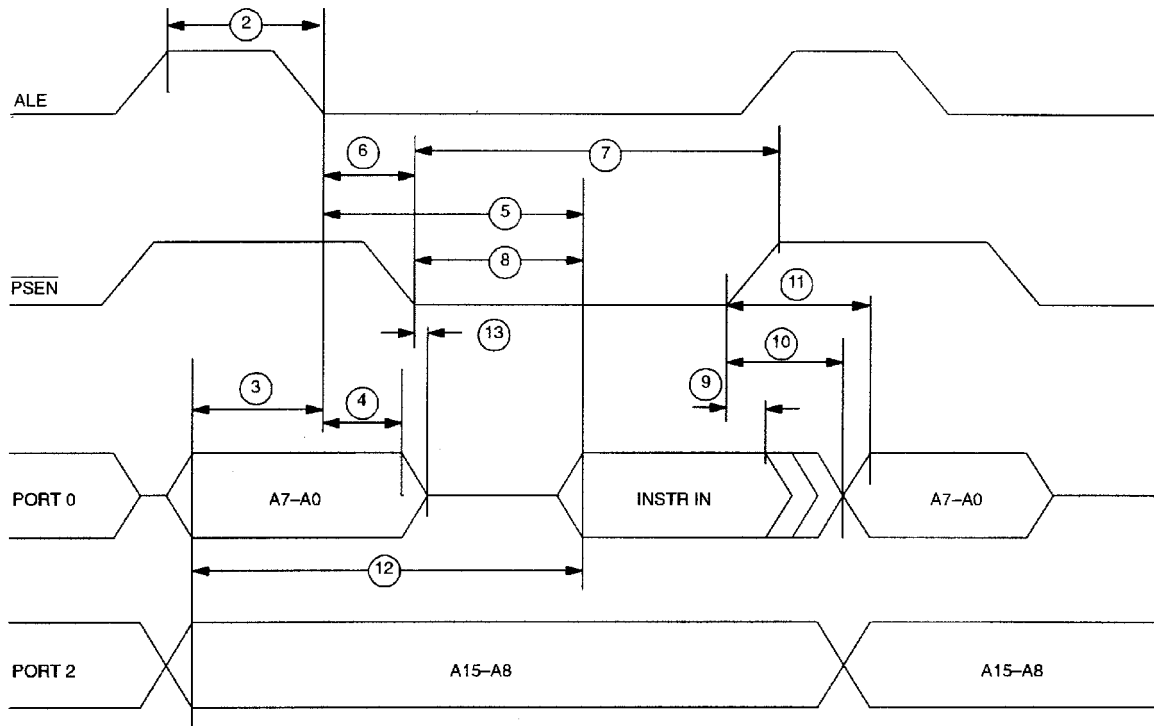 2
ALE
6
7
5
PSEN
8
11
13
10
9
3
4
PORT 0
A7–A0
INSTR IN
A7–A0
12
PORT 2
A15–A8
A15–A8